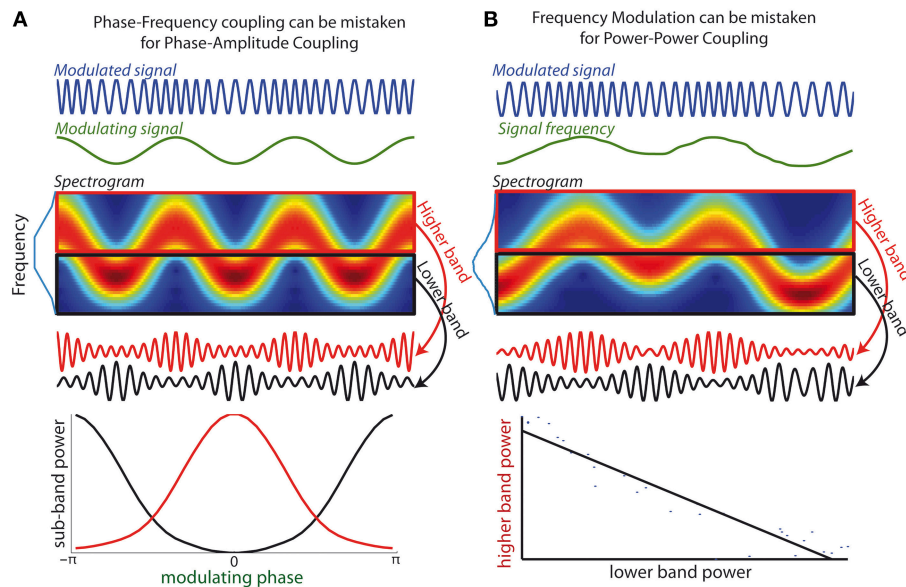 A
Phase-Frequency coupling can be mistaken
for Phase-Amplitude Coupling
Modulated signal
Modulating signal
Spectrogram
Frequency
Higher band
Lower band
sub-band power
−π
0
π
modulating phase
B
Frequency Modulation can be mistaken
for Power-Power Coupling
Modulated signal
Signal frequency
Spectrogram
Higher band
Lower band
higher band power
lower band power